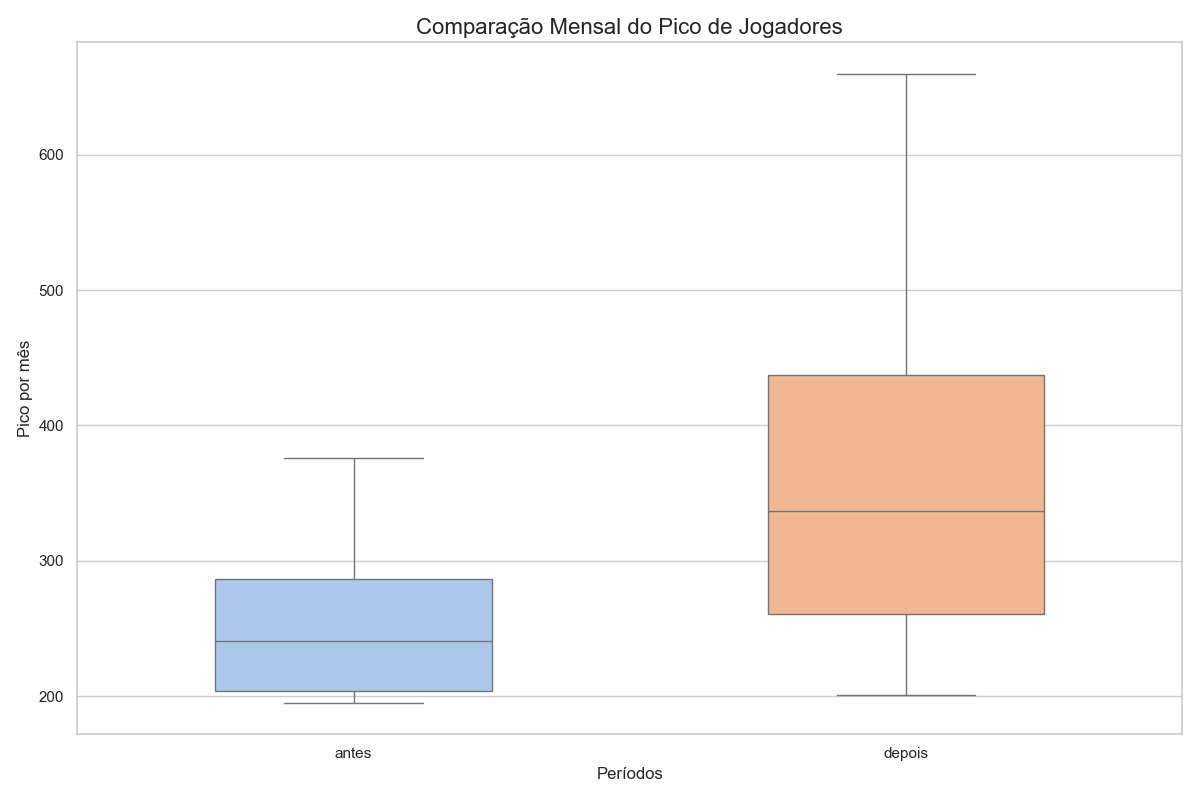 Comparação Mensal do Pico de Jogadores
Pico por mês
600
500
400
300
200
antes
depois
Períodos